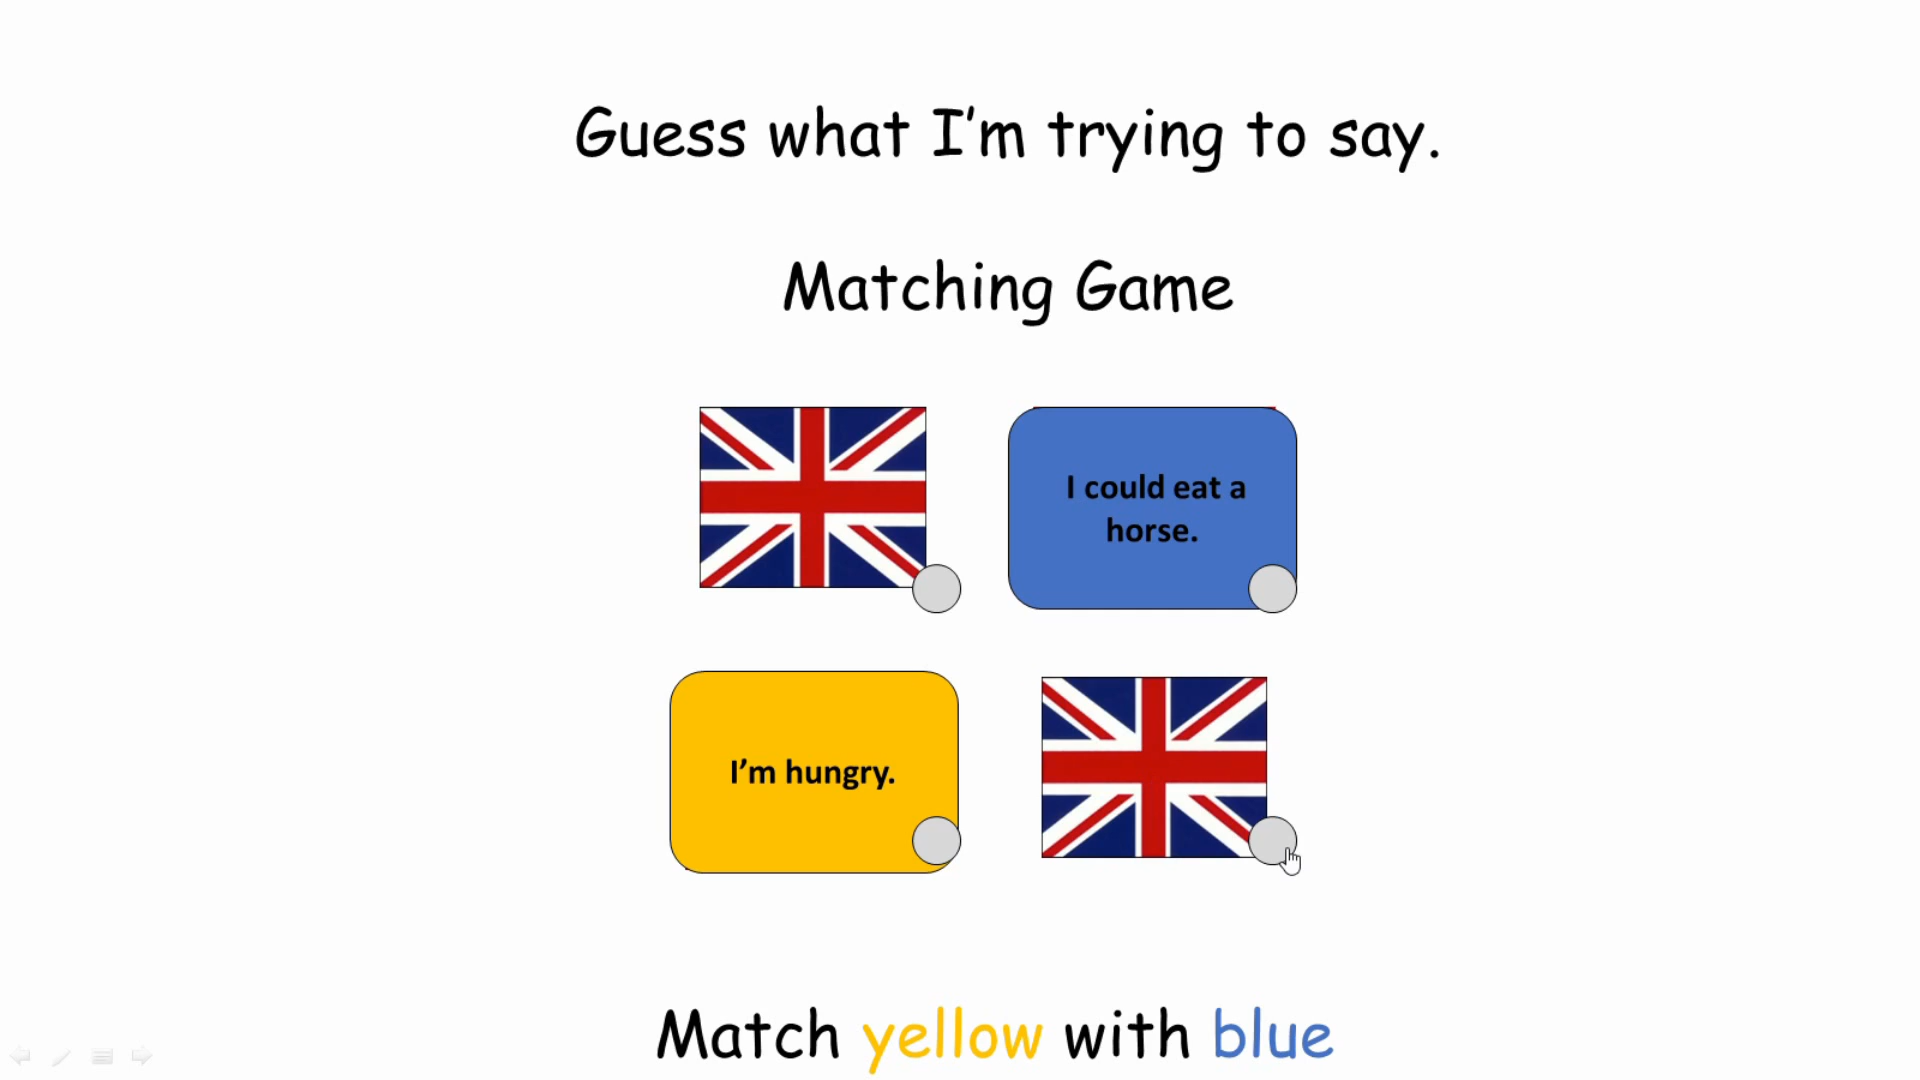 Guess what I’m trying to say.
Matching Game
I could eat a
horse.
I’m hungry.
Match yellow with blue